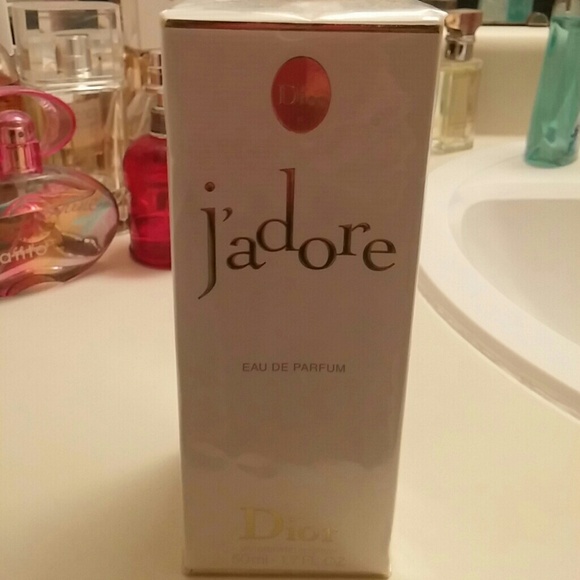 Dior
j'adore
EAU DE PARFUM
Dior